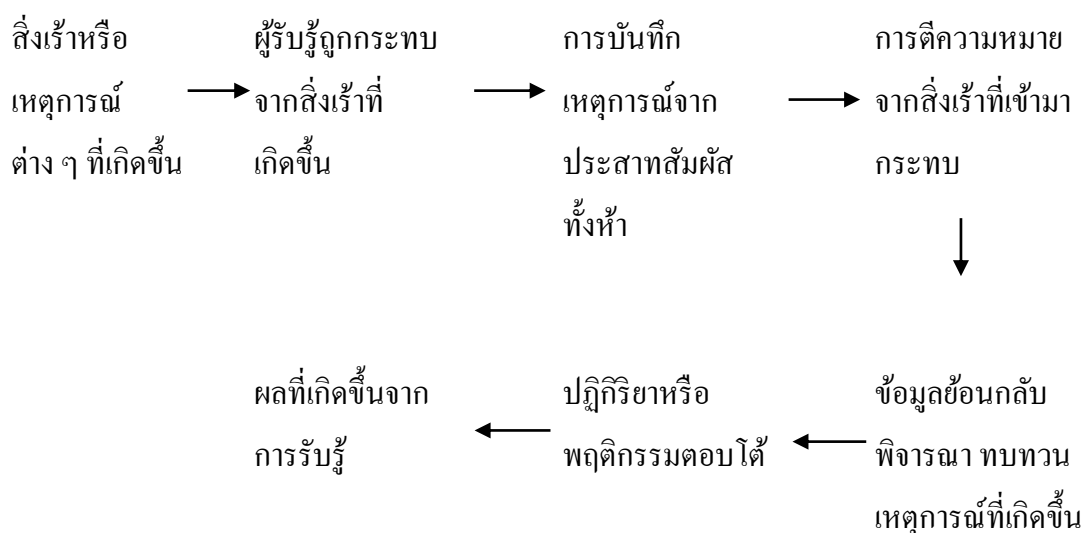 สิ่งเร้าหรือ
เหตุการณ์
ต่าง ๆ ที่เกิดขึ้น
ผู้รับรู้ถูกกระทบ
จากสิ่งเร้าที่
เกิดขึ้น
การบันทึก
เหตุการณ์จาก
ประสาทสัมผัส
ทั้งห้า
การตีความหมาย
จากสิ่งเร้าที่เข้ามา
กระทบ
ข้อมูลย้อนกลับ
พิจารณา ทบทวน
เหตุการณ์ที่เกิดขึ้น
ปฏิกิริยาหรือ
พฤติกรรมตอบโต้
ผลที่เกิดขึ้นจาก
การรับรู้